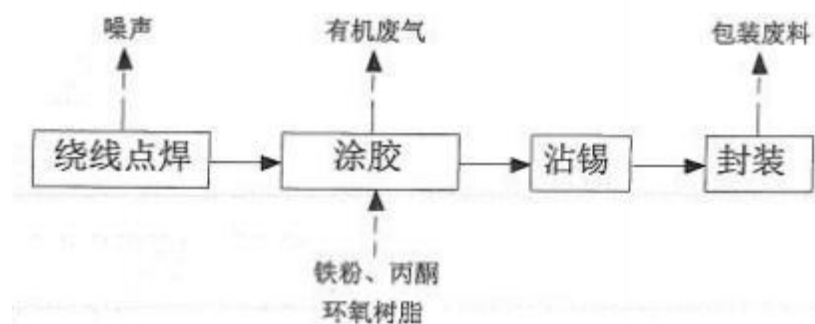 噪声
有机废气
包装废料
绕线点焊
涂胶
沾锡
封装
铁粉、丙酮
环氧树脂